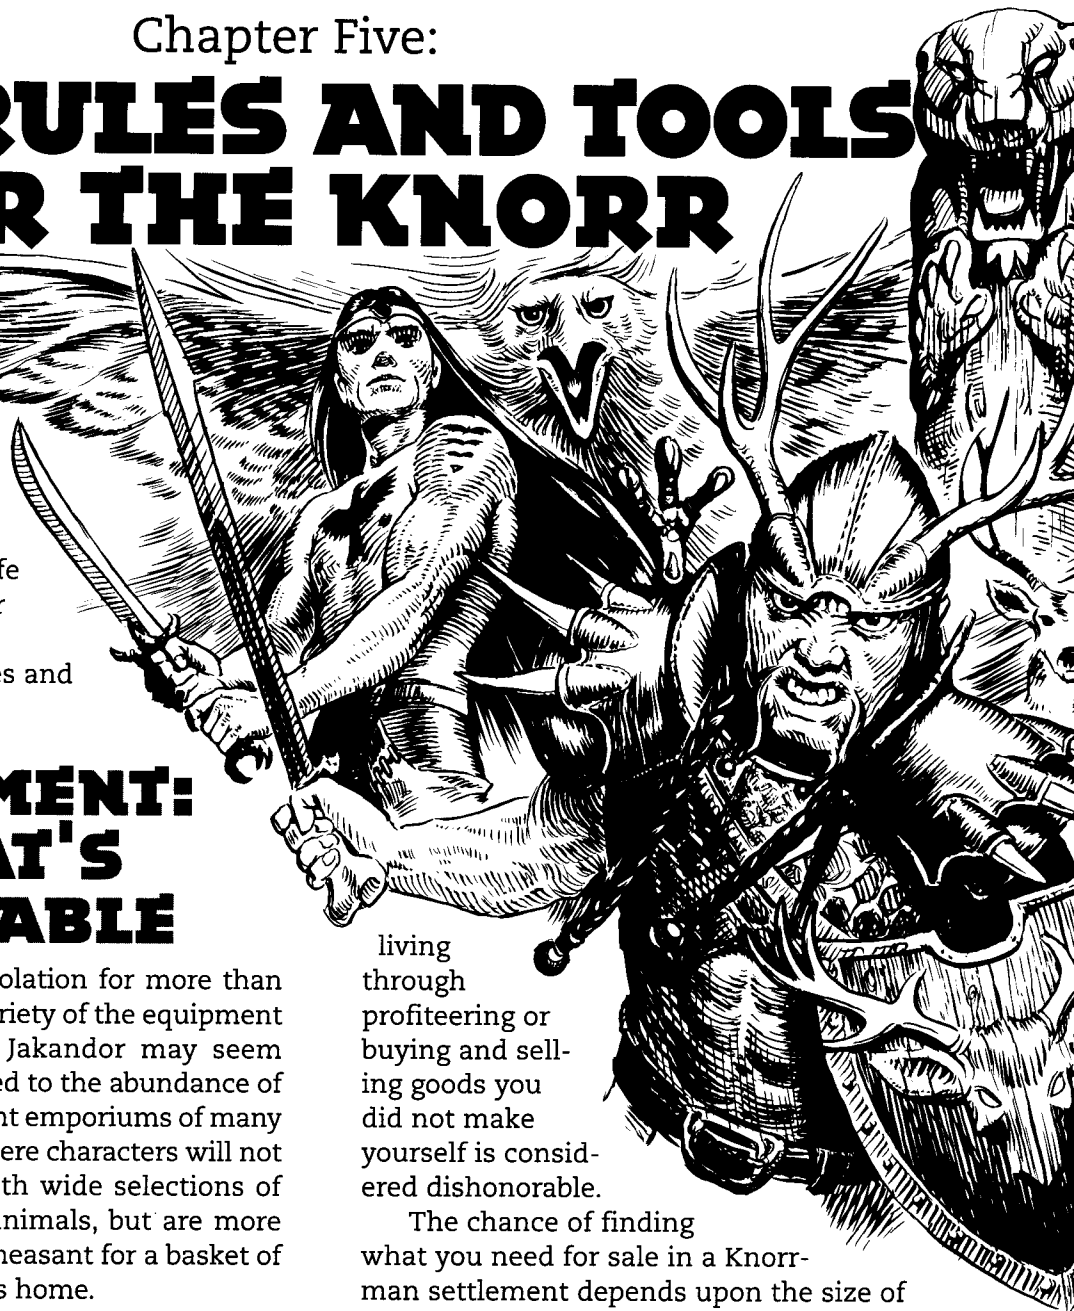 Chapter Five:
RULES AND TOOLS
R THE KNORR
fe
r
es and
MENT:
AT'S
ABLE
olation for more than
riety of the equipment
Jakandor may seem
ed to the abundance of
nt emporiums of many
ere characters will not
th wide selections of
nimals, but are more
heasant for a basket of
s home.
living
through
profiteering or
buying and sell-
ing goods you
did not make
yourself is consid-
ered dishonorable.
The chance of finding
what you need for sale in a Knorr-
man settlement depends upon the size of